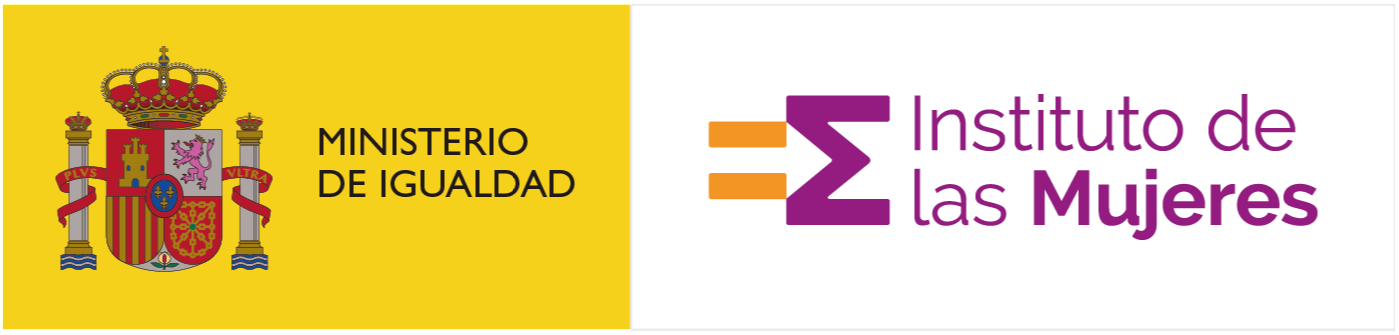 PLVS VLTRA
MINISTERIO
DE IGUALDAD
Instituto de
las Mujeres